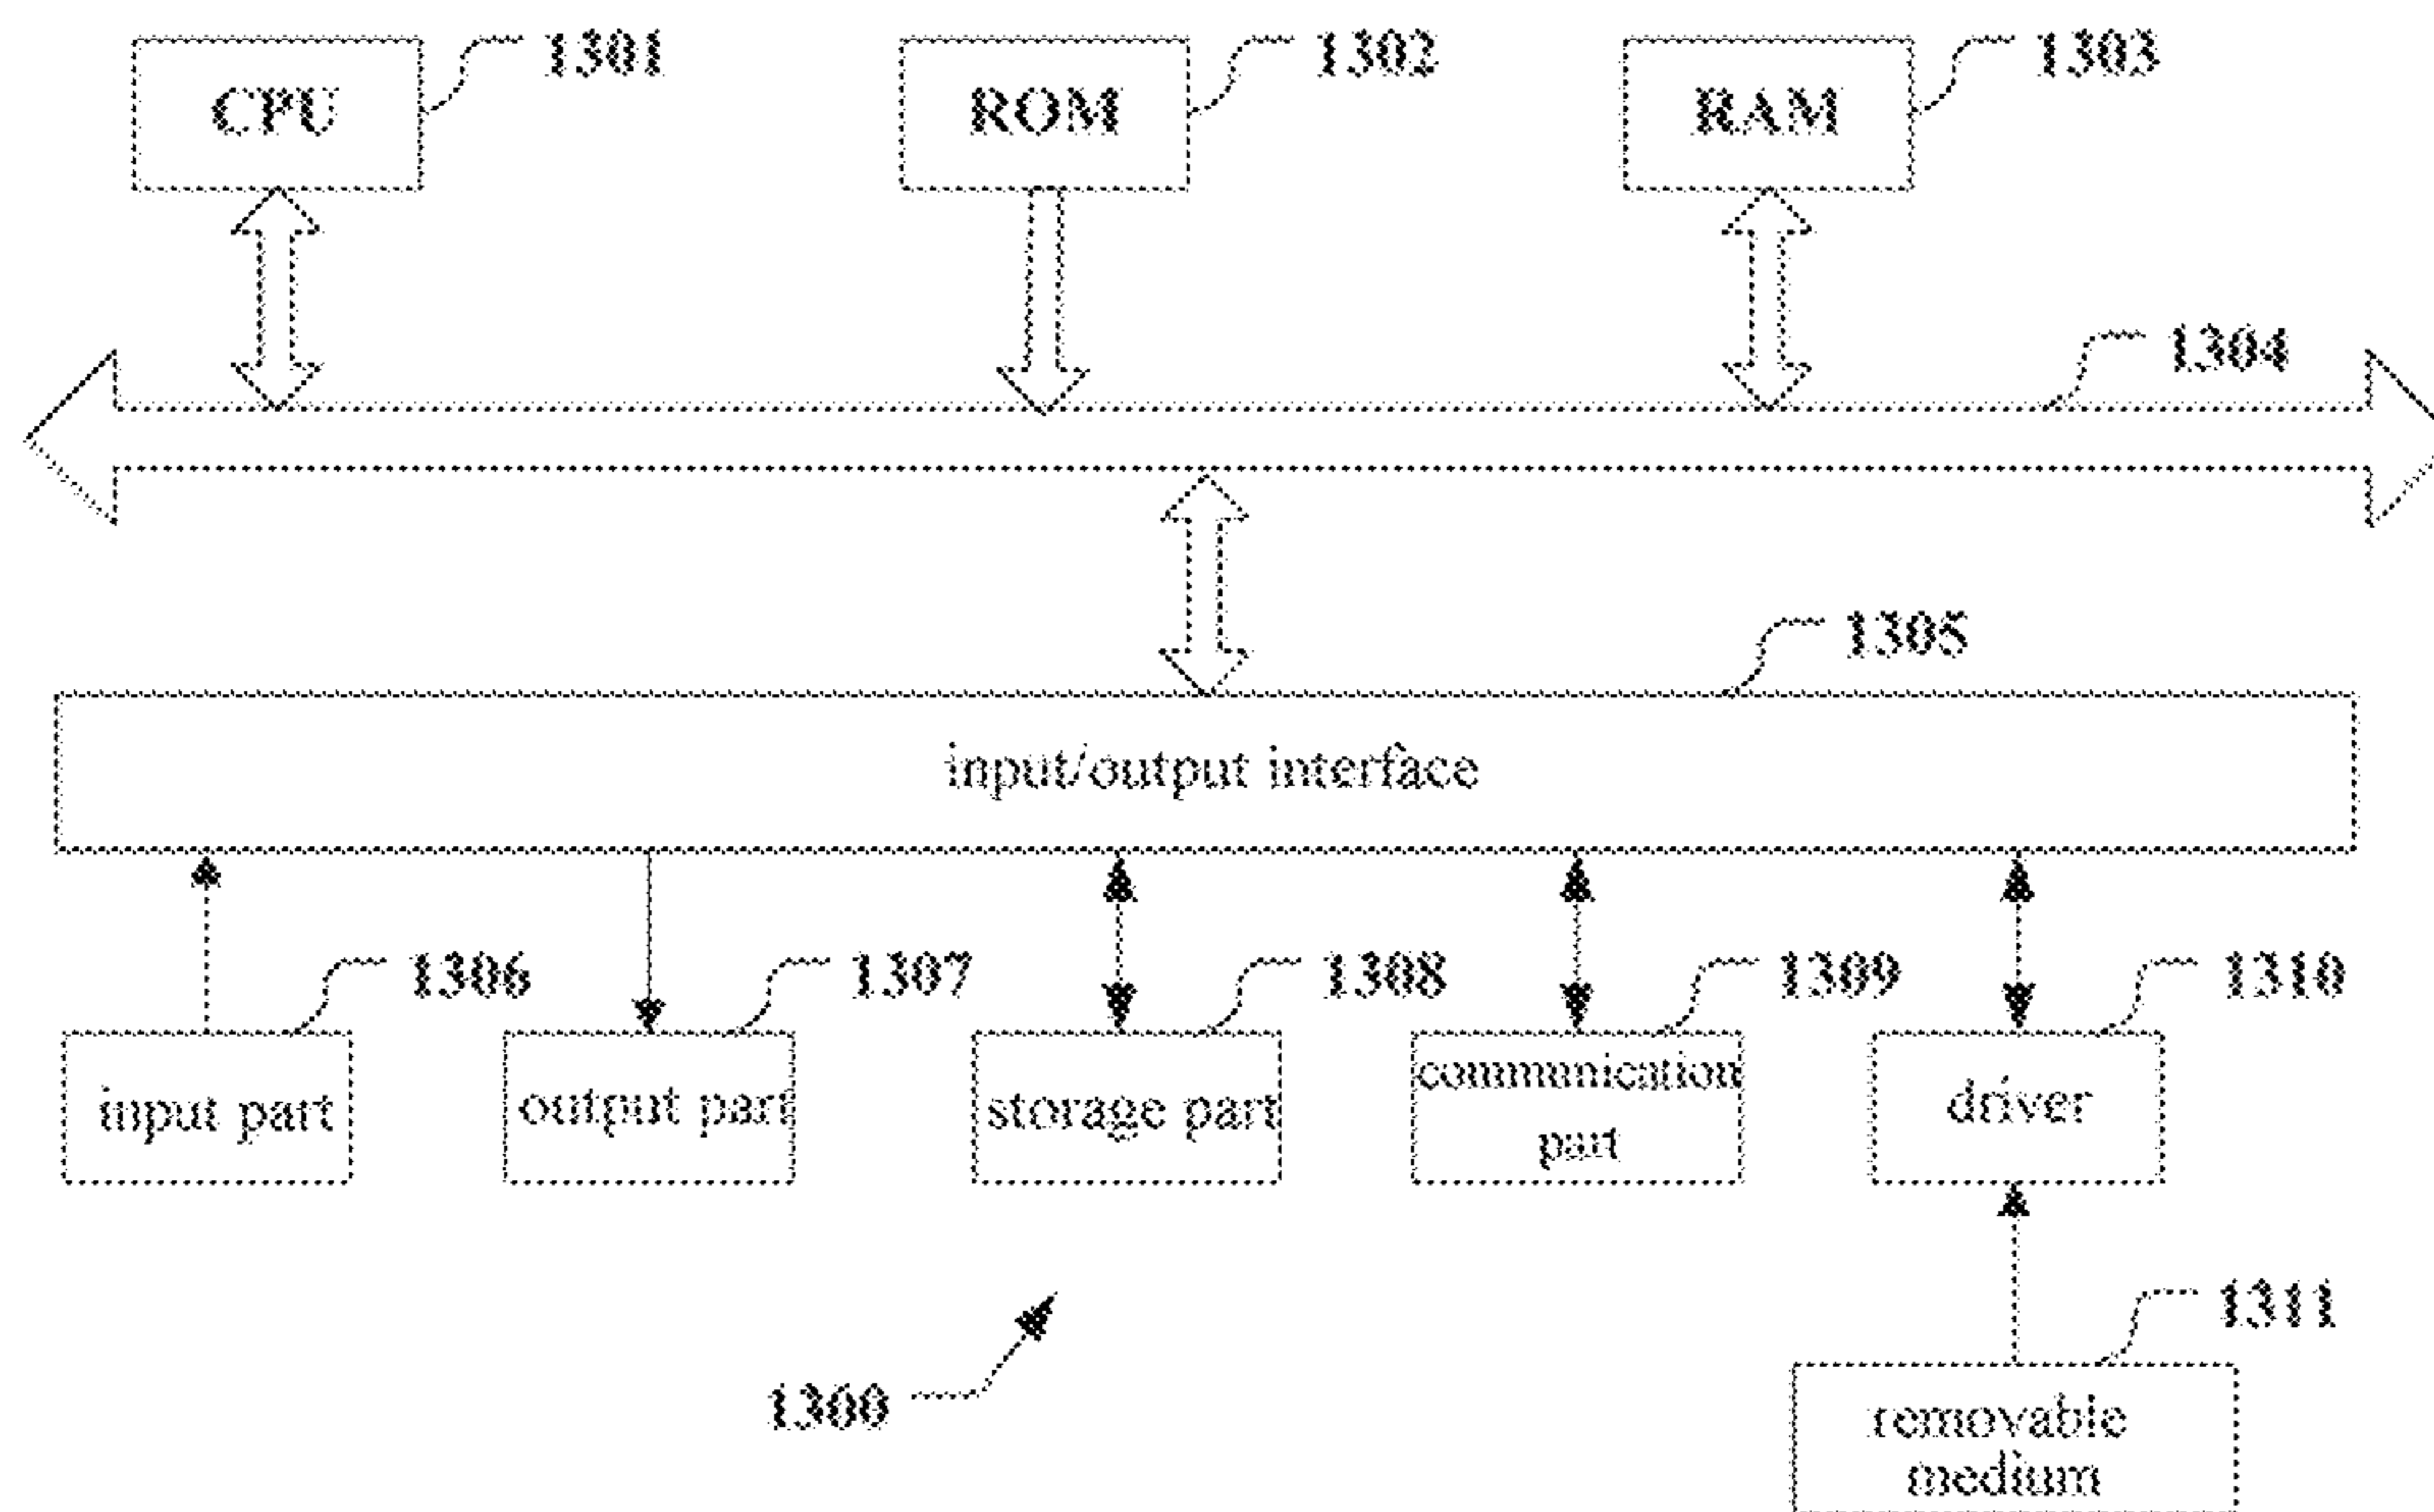 CPU 1301 ROM 1302 RAM 1303
1304
1305
input/output interface
1306 1307 1308 1309 1310
input part output part storage part communication part driver
1311
1300
removable
medium